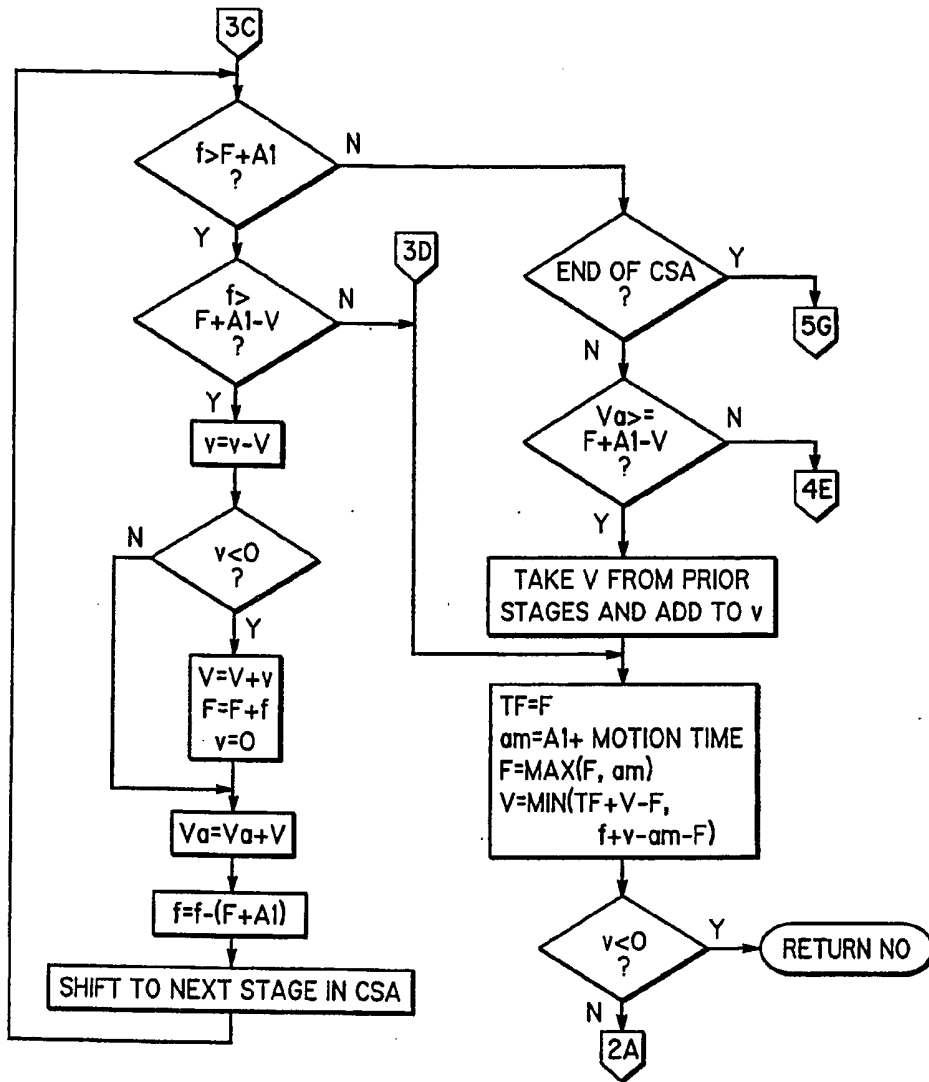 3C
f>F+A1
?
N
Y
3D
f>
F+A1-V
?
N
Y
v=v-V
v<0
?
N
Y
V=V+v
F=F+f
v=0
Va=Va+V
f=f-(F+A1)
SHIFT TO NEXT STAGE IN CSA
END OF CSA
?
Y
5G
N
Va>=
F+A1-V
?
N
4E
Y
TAKE V FROM PRIOR
STAGES AND ADD TO v
TF=F
am=A1+ MOTION TIME
F=MAX(F, am)
V=MIN(TF+V-F,
f+v-am-F)
v<0
?
Y
RETURN NO
N
2A